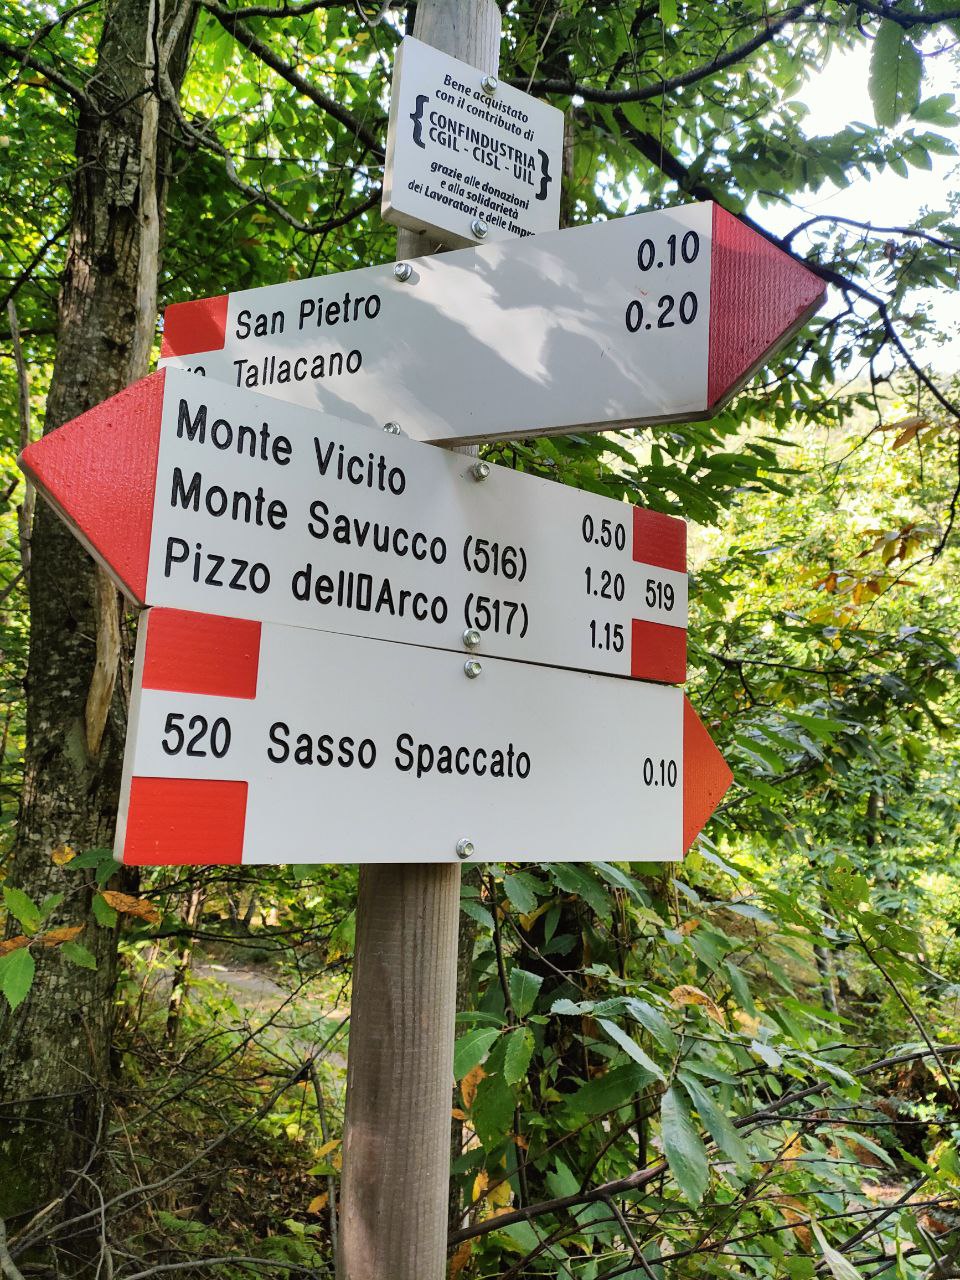 Bene acquistato
con il contributo di
{CONFINDUSTRIA
CGIL - CISL - UIL}
grazie alle donazioni
e alla solidarietà
dei Lavoratori e delle
San Pietro 0.10
Tallacano 0.20
Monte Vicito 0.50
Monte Savucco (516) 1.20 519
Pizzo dell▯Arco (517) 1.15
520 Sasso Spaccato 0.10